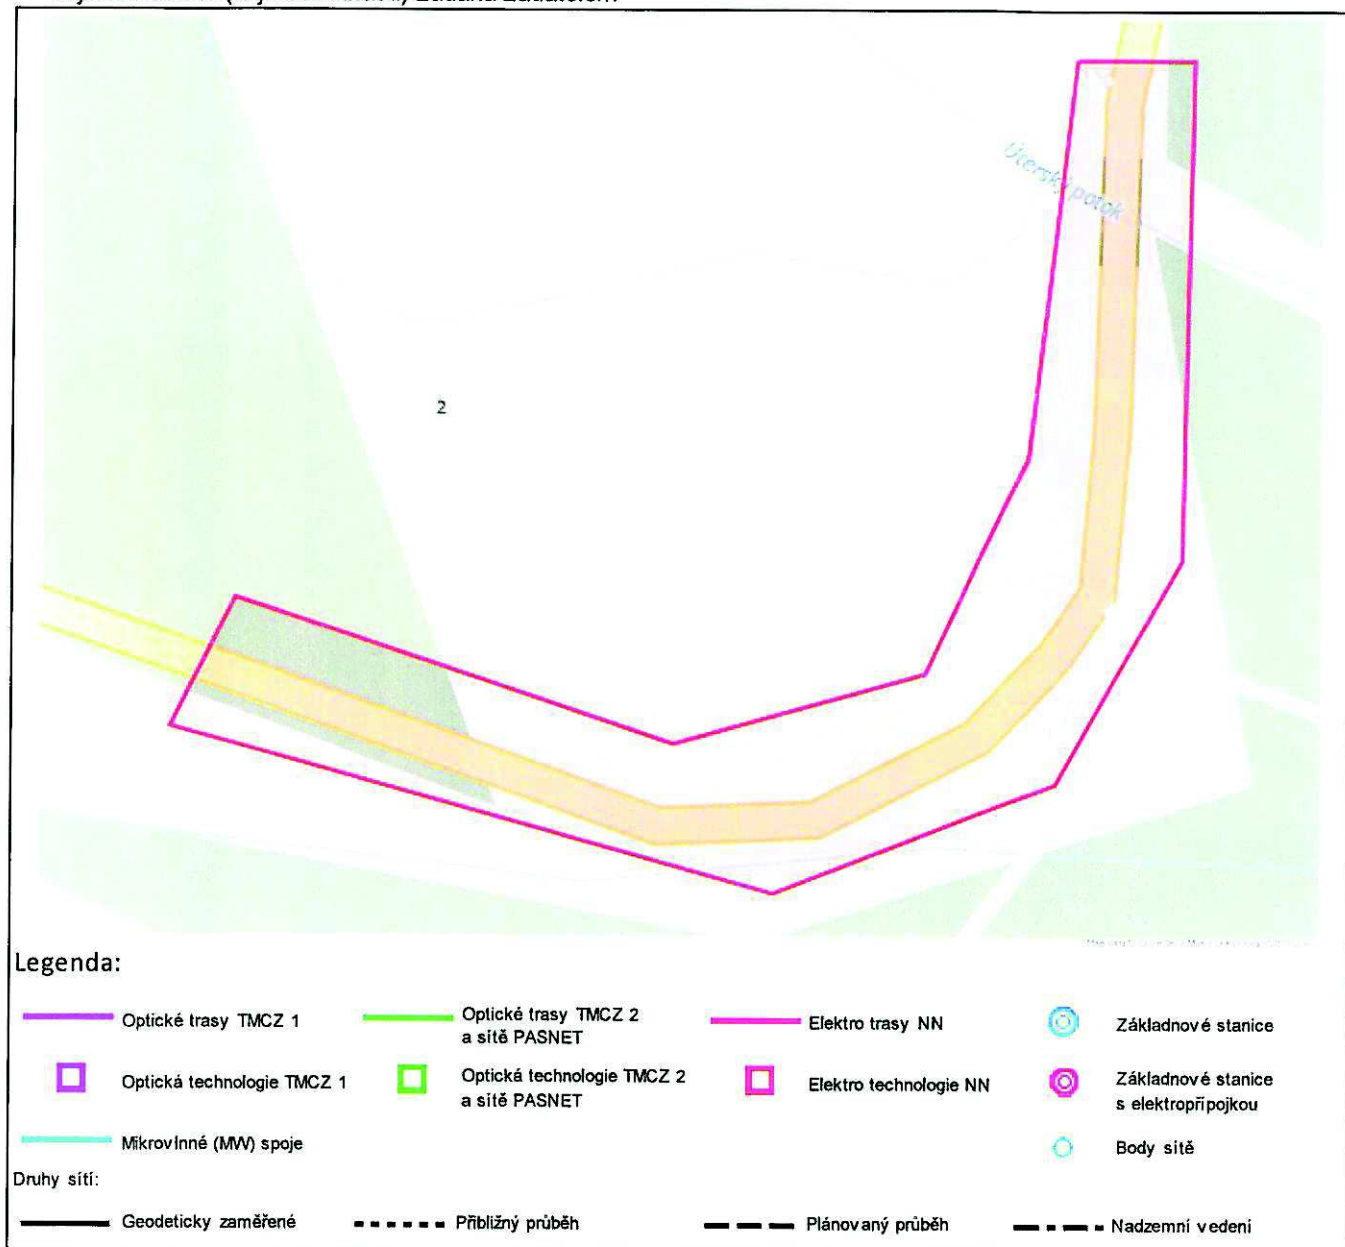 Úterský potok
2
Legenda:
Optické trasy TMCZ 1
Optické trasy TMCZ 2
a sítě PASNET
Elektro trasy NN
Základnové stanice
Optická technologie TMCZ 1
Optická technologie TMCZ 2
a sítě PASNET
Elektro technologie NN
Základnové stanice
s elektropřípojkou
Mikrovlnné (MW) spoje
Body sítě
Druhy sítí:
Geodeticky zaměřené
Přibližný průběh
Plánovaný průběh
Nadzemní vedení